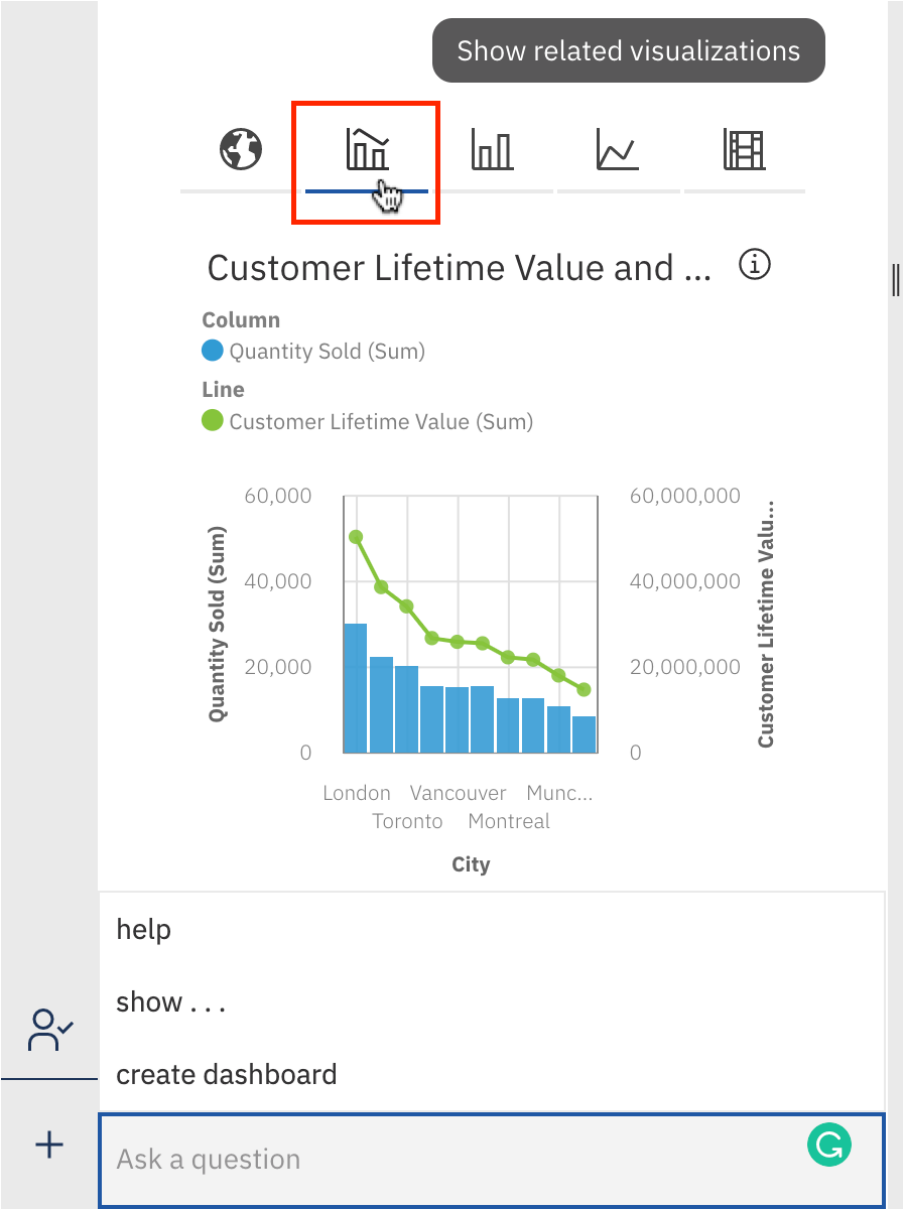 Show related visualizations
Customer Lifetime Value and ...
Column
Quantity Sold (Sum)
Line
Customer Lifetime Value (Sum)
60,000
40,000
20,000
0
Quantity Sold (Sum)
60,000,000
40,000,000
20,000,000
0
Customer Lifetime Valu...
London Vancouver Munc...
Toronto Montreal
City
help
show . . .
create dashboard
Ask a question